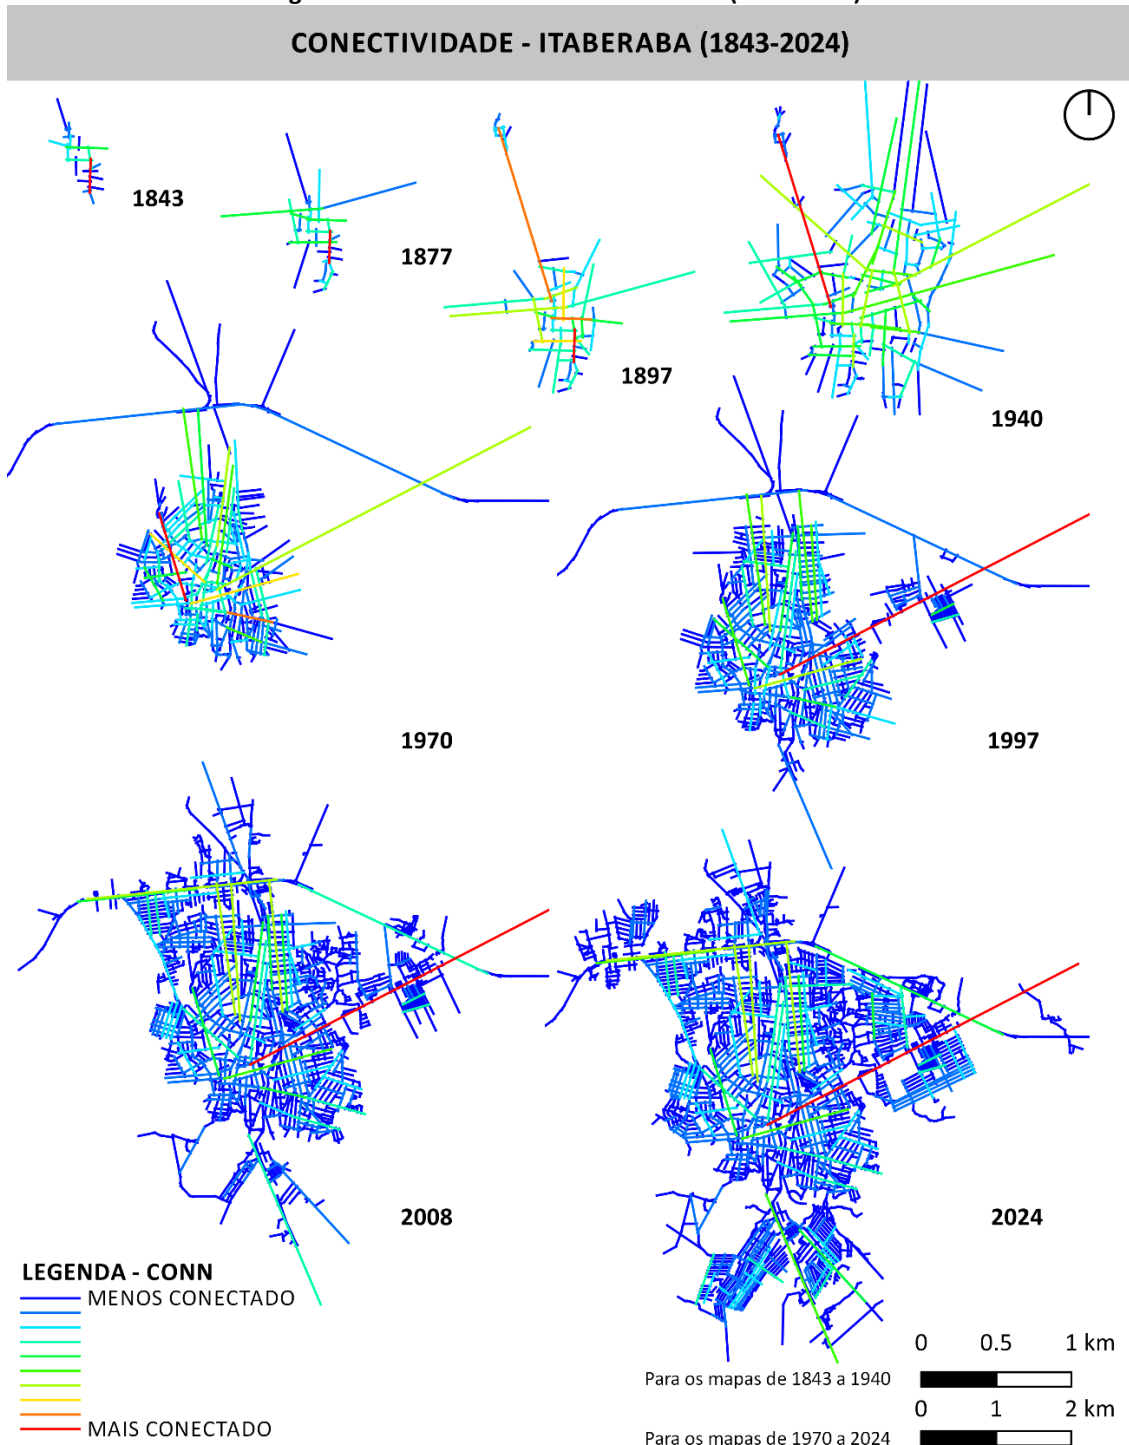 CONECTIVIDADE - ITABERABA (1843-2024)
1843
1877
1897
1940
1970
1997
2008
2024
LEGENDA - CONN
MENOS CONECTADO
MAIS CONECTADO
0 0.5 1 km
Para os mapas de 1843 a 1940
0 1 2 km
Para os mapas de 1970 a 2024